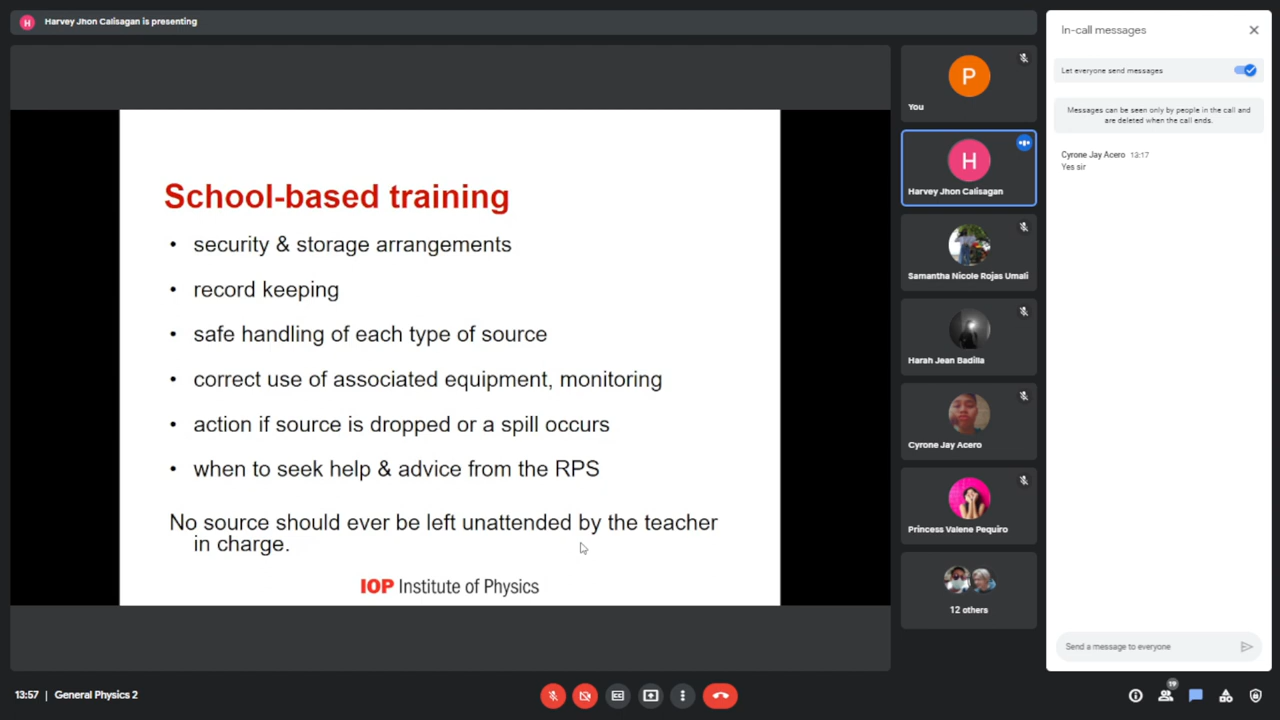 H Harvey Jhon Calisagan is presenting
School-based training
• security & storage arrangements
• record keeping
• safe handling of each type of source
• correct use of associated equipment, monitoring
• action if source is dropped or a spill occurs
• when to seek help & advice from the RPS
No source should ever be left unattended by the teacher
in charge.
IOP Institute of Physics
P
You
H
Harvey Jhon Calisagan
Samantha Nicole Rojas Umali
Harah Jean Badilla
Cyrone Jay Acero
Princess Valene Pequiro
12 others
In-call messages
Let everyone send messages
Messages can be seen only by people in the call and
are deleted when the call ends.
Cyrone Jay Acero 13:17
Yes sir
Send a message to everyone
13:57 | General Physics 2
19